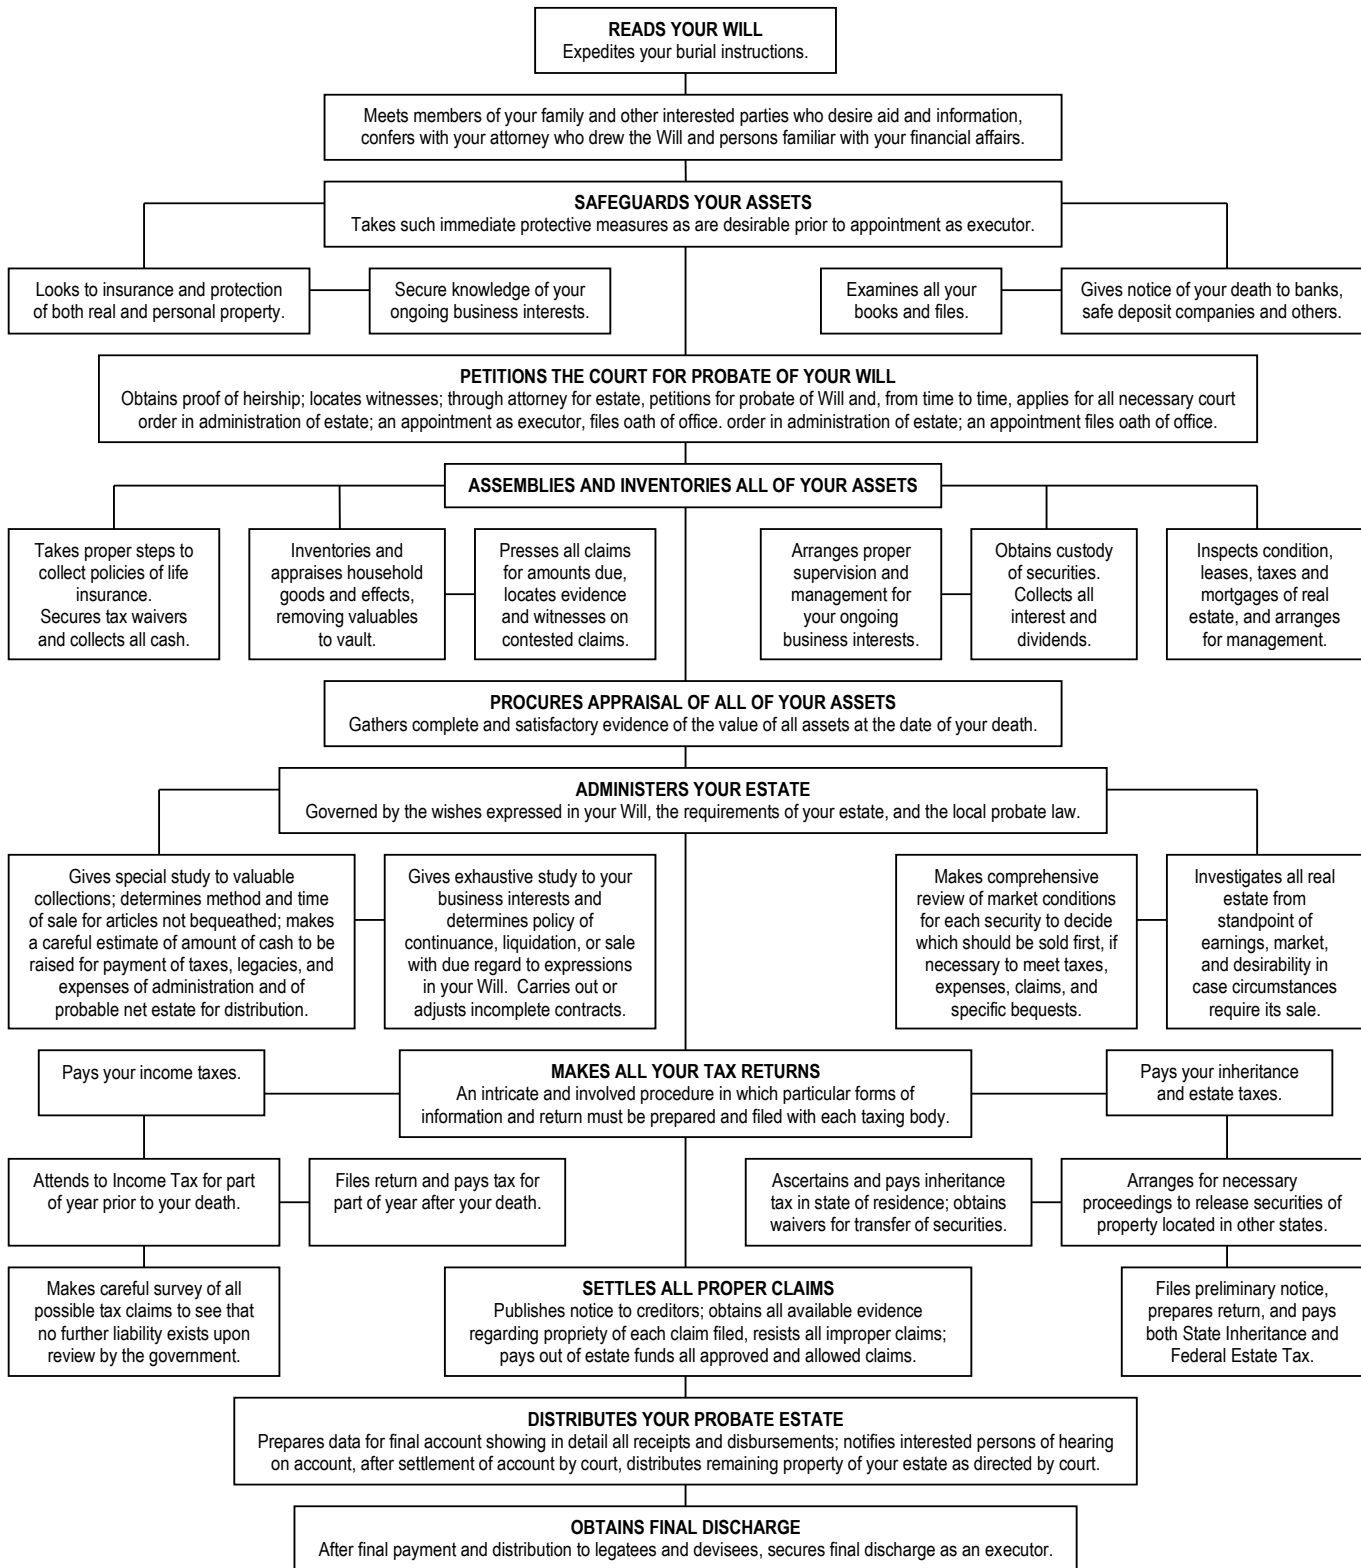 READS YOUR WILL
Expedites your burial instructions.
Meets members of your family and other interested parties who desire aid and information,
confers with your attorney who drew the Will and persons familiar with your financial affairs.
SAFEGUARDS YOUR ASSETS
Takes such immediate protective measures as are desirable prior to appointment as executor.
Looks to insurance and protection
of both real and personal property.
Secure knowledge of your
ongoing business interests.
Examines all your
books and files.
Gives notice of your death to banks,
safe deposit companies and others.
PETITIONS THE COURT FOR PROBATE OF YOUR WILL
Obtains proof of heirship; locates witnesses; through attorney for estate, petitions for probate of Will and, from time to time, applies for all necessary court
order in administration of estate; an appointment as executor, files oath of office. order in administration of estate; an appointment files oath of office.
ASSEMBLIES AND INVENTORIES ALL OF YOUR ASSETS
Takes proper steps to
collect policies of life
insurance.
Secures tax waivers
and collects all cash.
Inventories and
appraises household
goods and effects,
removing valuables
to vault.
Presses all claims
for amounts due,
locates evidence
and witnesses on
contested claims.
Arranges proper
supervision and
management for
your ongoing
business interests.
Obtains custody
of securities.
Collects all
interest and
dividends.
Inspects condition,
leases, taxes and
mortgages of real
estate, and arranges
for management.
PROCURES APPRAISAL OF ALL OF YOUR ASSETS
Gathers complete and satisfactory evidence of the value of all assets at the date of your death.
ADMINISTERS YOUR ESTATE
Governed by the wishes expressed in your Will, the requirements of your estate, and the local probate law.
Gives special study to valuable
collections; determines method and time
of sale for articles not bequeathed; makes
a careful estimate of amount of cash to be
raised for payment of taxes, legacies, and
expenses of administration and of
probable net estate for distribution.
Gives exhaustive study to your
business interests and
determines policy of
continuance, liquidation, or sale
with due regard to expressions
in your Will. Carries out or
adjusts incomplete contracts.
Makes comprehensive
review of market conditions
for each security to decide
which should be sold first, if
necessary to meet taxes,
expenses, claims, and
specific bequests.
Investigates all real
estate from
standpoint of
earnings, market,
and desirability in
case circumstances
require its sale.
Pays your income taxes.
MAKES ALL YOUR TAX RETURNS
An intricate and involved procedure in which particular forms of
information and return must be prepared and filed with each taxing body.
Pays your inheritance
and estate taxes.
Attends to Income Tax for part
of year prior to your death.
Files return and pays tax for
part of year after your death.
Ascertains and pays inheritance
tax in state of residence; obtains
waivers for transfer of securities.
Arranges for necessary
proceedings to release securities of
property located in other states.
Makes careful survey of all
possible tax claims to see that
no further liability exists upon
review by the government.
SETTLES ALL PROPER CLAIMS
Publishes notice to creditors; obtains all available evidence
regarding propriety of each claim filed, resists all improper claims;
pays out of estate funds all approved and allowed claims.
Files preliminary notice,
prepares return, and pays
both State Inheritance and
Federal Estate Tax.
DISTRIBUTES YOUR PROBATE ESTATE
Prepares data for final account showing in detail all receipts and disbursements; notifies interested persons of hearing
on account, after settlement of account by court, distributes remaining property of your estate as directed by court.
OBTAINS FINAL DISCHARGE
After final payment and distribution to legatees and devisees, secures final discharge as an executor.